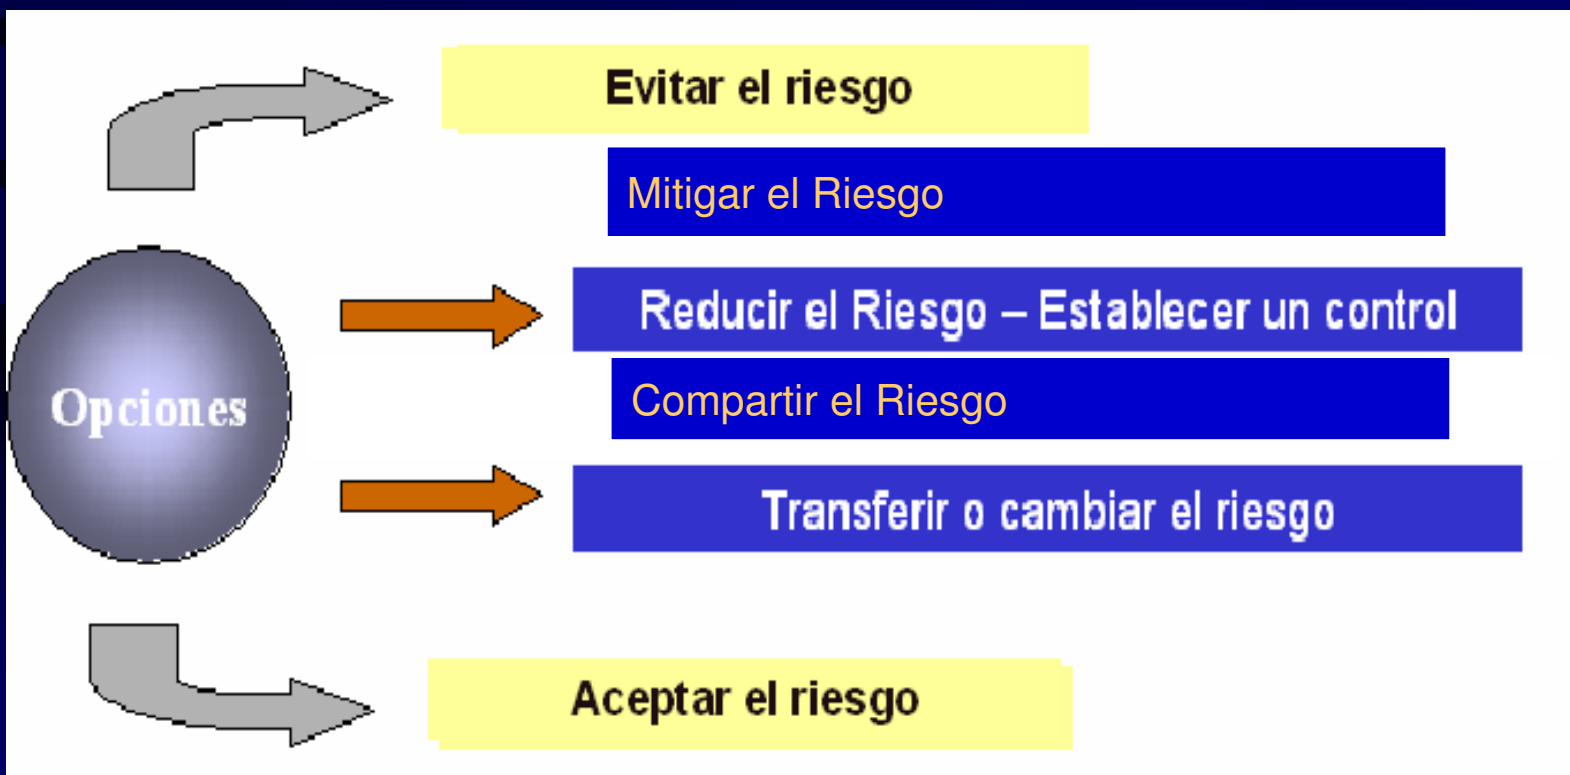 Evitar el riesgo
Mitigar el Riesgo
Reducir el Riesgo – Establecer un control
Opciones
Compartir el Riesgo
Transferir o cambiar el riesgo
Aceptar el riesgo